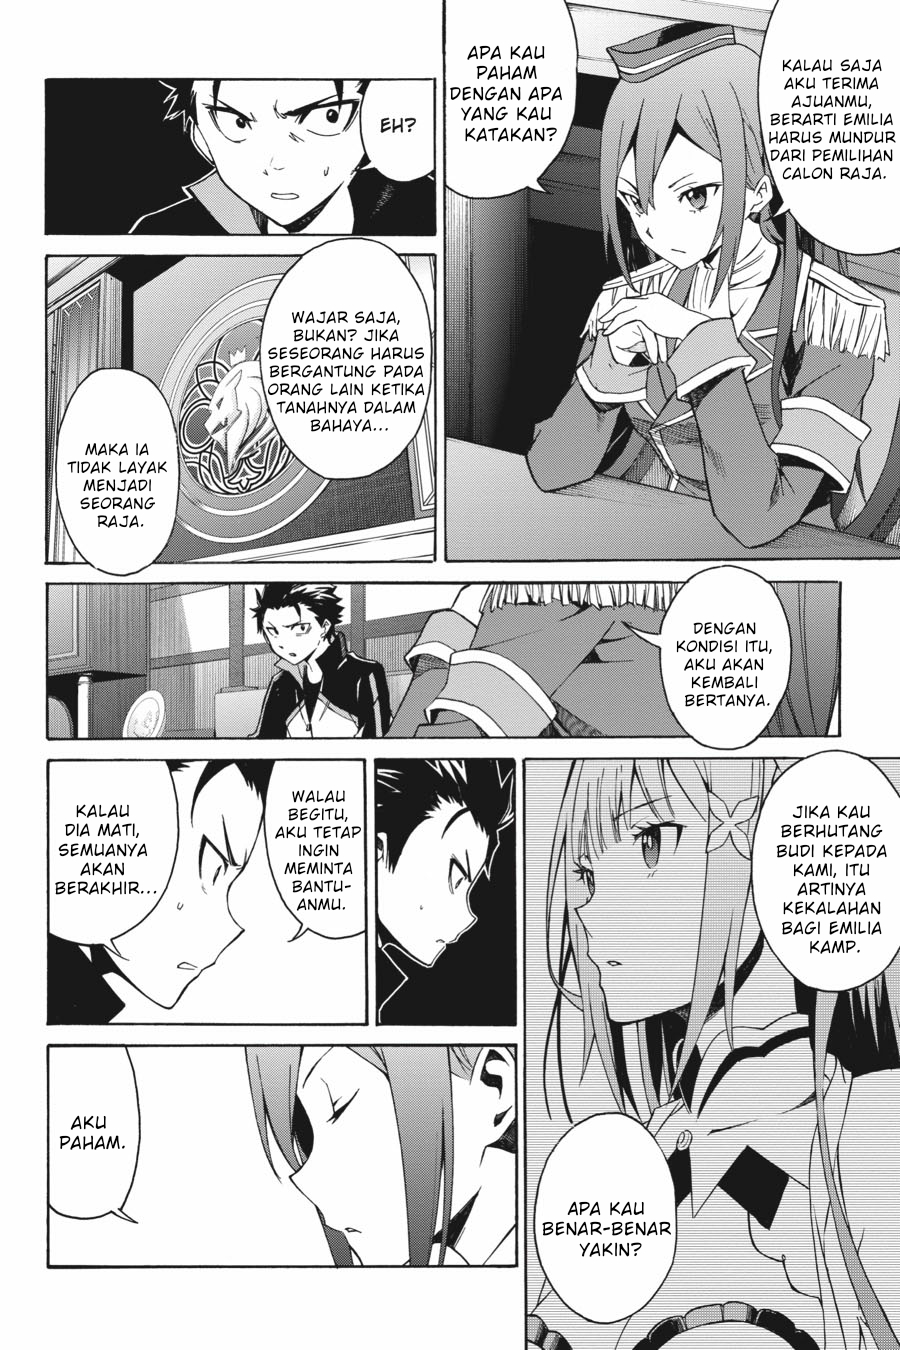 KALAU SAJA
AKU TERIMA
AJUANMU,
BERARTI EMILIA
HARUS MUNDUR
DARI PEMILIHAN
CALON RAJA.
APA KAU
PAHAM
DENGAN APA
YANG KAU
KATAKAN?
EH?
WAJAR SAJA,
BUKAN? JIKA
SESEORANG HARUS
BERGANTUNG PADA
ORANG LAIN KETIKA
TANAHNYA DALAM
BAHAYA...
MAKA IA
TIDAK LAYAK
MENJADI
SEORANG
RAJA.
DENGAN
KONDISI ITU,
AKU AKAN
KEMBALI
BERTANYA.
JIKA KAU
BERHUTANG
BUDI KEPADA
KAMI, ITU
ARTINYA
KEKALAHAN
BAGI EMILIA
KAMP.
APA KAU
BENAR-BENAR
YAKIN?
WALAU
BEGITU,
AKU TETAP
INGIN
MEMINTA
BANTU-
ANMU.
KALAU
DIA MATI,
SEMUANYA
AKAN
BERAKHIR...
AKU
PAHAM.